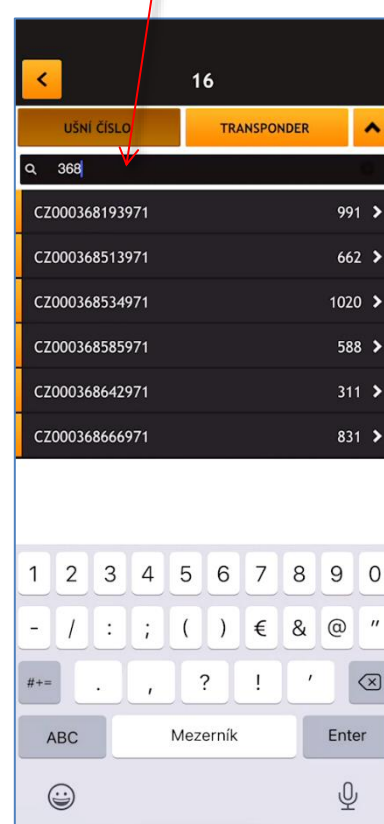 16
UŠNÍ ČÍSLO TRANSPONDER
368
CZ000368193971 991
CZ000368513971 662
CZ000368534971 1020
CZ000368585971 588
CZ000368642971 311
CZ000368666971 831
1 2 3 4 5 6 7 8 9 0
- / : ; ( ) € & @ "
#+= . , ? ! '
ABC Mezerník Enter